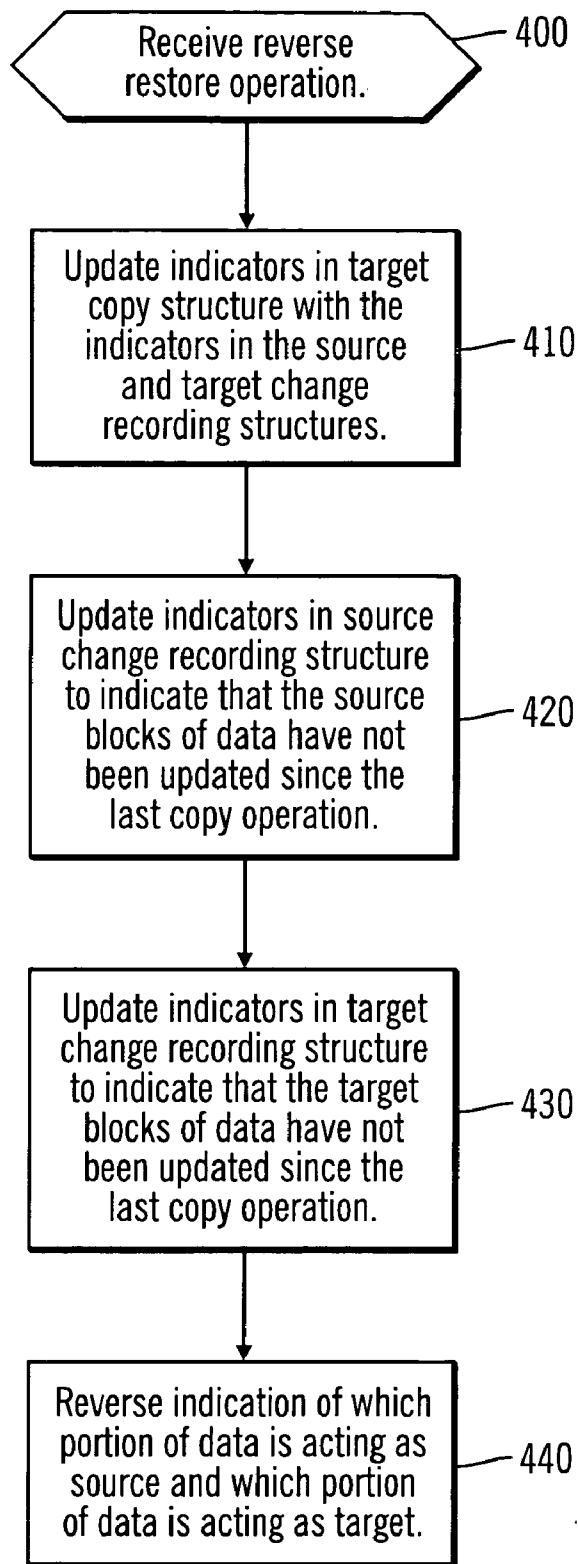 Receive reverse
restore operation.
400
Update indicators in target
copy structure with the
indicators in the source
and target change
recording structures.
410
Update indicators in source
change recording structure
to indicate that the source
blocks of data have not
been updated since the
last copy operation.
420
Update indicators in target
change recording structure
to indicate that the target
blocks of data have not
been updated since the
last copy operation.
430
Reverse indication of which
portion of data is acting as
source and which portion
of data is acting as target.
440